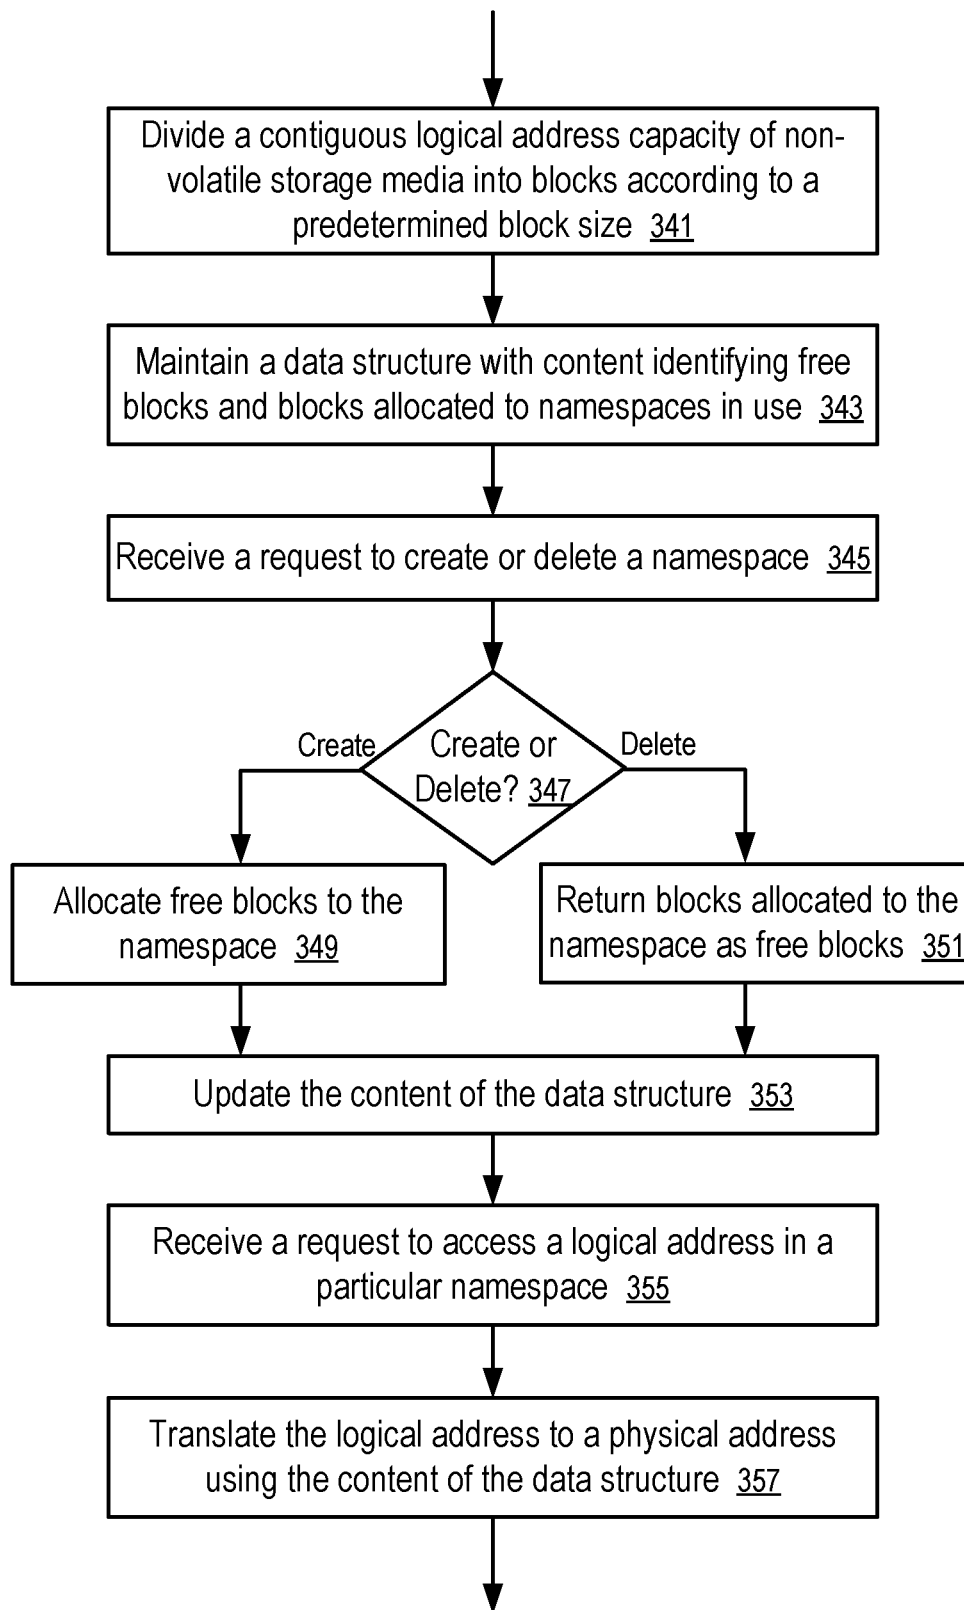 Divide a contiguous logical address capacity of non-
volatile storage media into blocks according to a
predetermined block size 341
Maintain a data structure with content identifying free
blocks and blocks allocated to namespaces in use 343
Receive a request to create or delete a namespace 345
Create
Create or
Delete? 347
Delete
Allocate free blocks to the
namespace 349
Return blocks allocated to the
namespace as free blocks 351
Update the content of the data structure 353
Receive a request to access a logical address in a
particular namespace 355
Translate the logical address to a physical address
using the content of the data structure 357